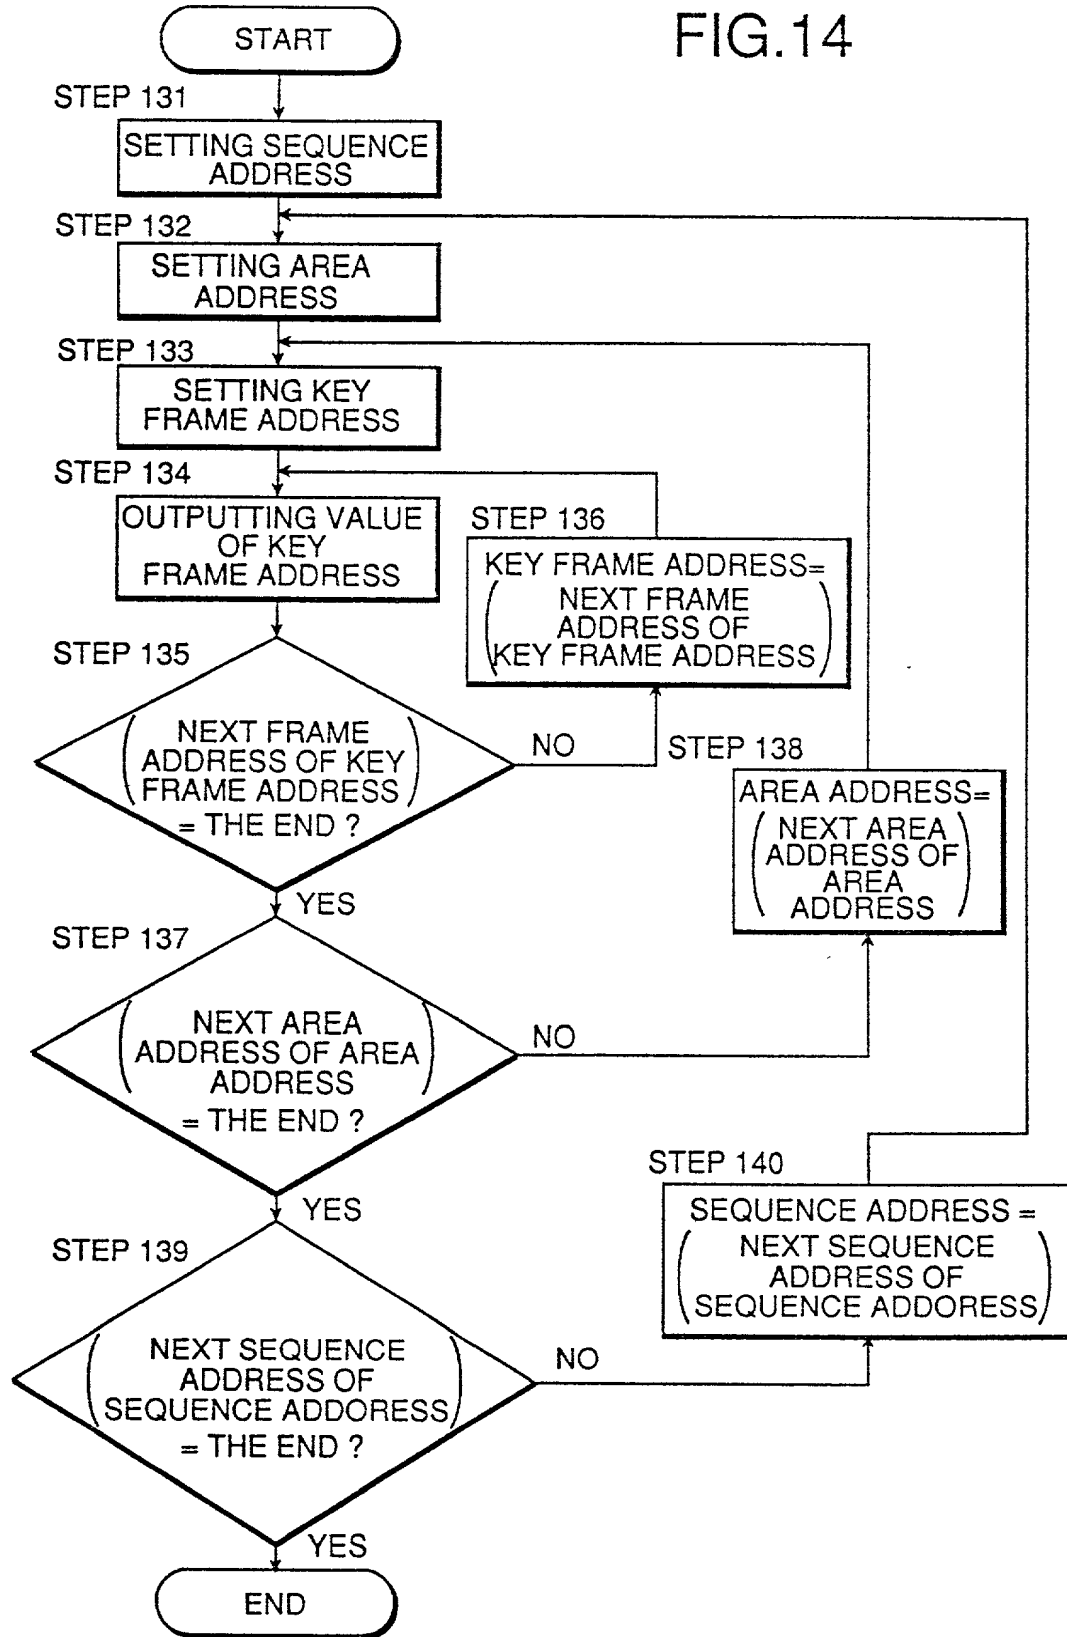 FIG.14
START
STEP 131
SETTING SEQUENCE
ADDRESS
STEP 132
SETTING AREA
ADDRESS
STEP 133
SETTING KEY
FRAME ADDRESS
STEP 134
OUTPUTTING VALUE
OF KEY
FRAME ADDRESS
STEP 136
KEY FRAME ADDRESS=
( NEXT FRAME
ADDRESS OF
KEY FRAME ADDRESS )
STEP 135
( NEXT FRAME
ADDRESS OF KEY
FRAME ADDRESS )
= THE END ?
NO
YES
STEP 138
AREA ADDRESS=
( NEXT AREA
ADDRESS OF
AREA
ADDRESS )
STEP 137
( NEXT AREA
ADDRESS OF AREA
ADDRESS )
= THE END ?
NO
YES
STEP 140
SEQUENCE ADDRESS =
( NEXT SEQUENCE
ADDRESS OF
SEQUENCE ADDORESS )
STEP 139
( NEXT SEQUENCE
ADDRESS OF
SEQUENCE ADDORESS )
= THE END ?
NO
YES
END